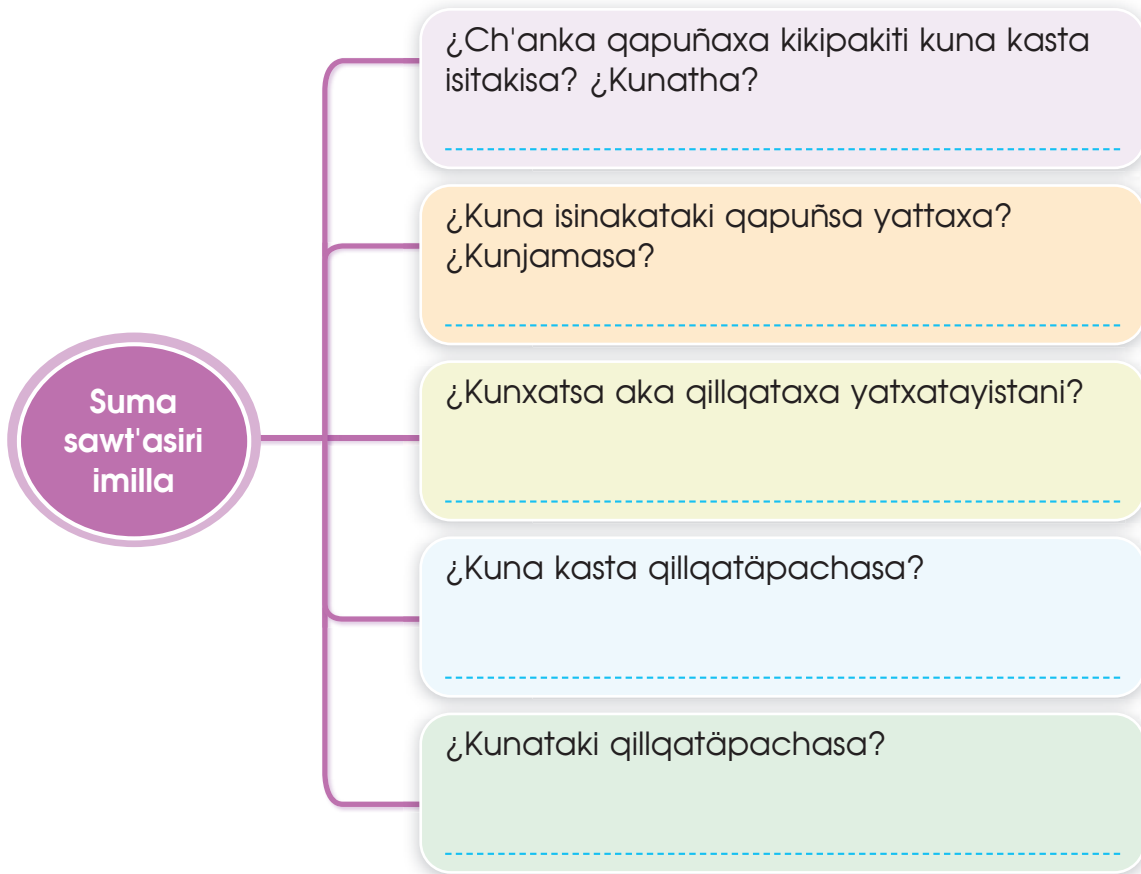 ¿Ch'anka qapuñaxa kikipakiti kuna kasta
isitakisa? ¿Kunatha?
¿Kuna isinakataki qapuñsa yattaxa?
¿Kunjamasa?
Suma
sawt'asiri
imilla
¿Kunxatsa aka qillqataxa yatxatayistani?
¿Kuna kasta qillqatäpachasa?
¿Kunataki qillqatäpachasa?